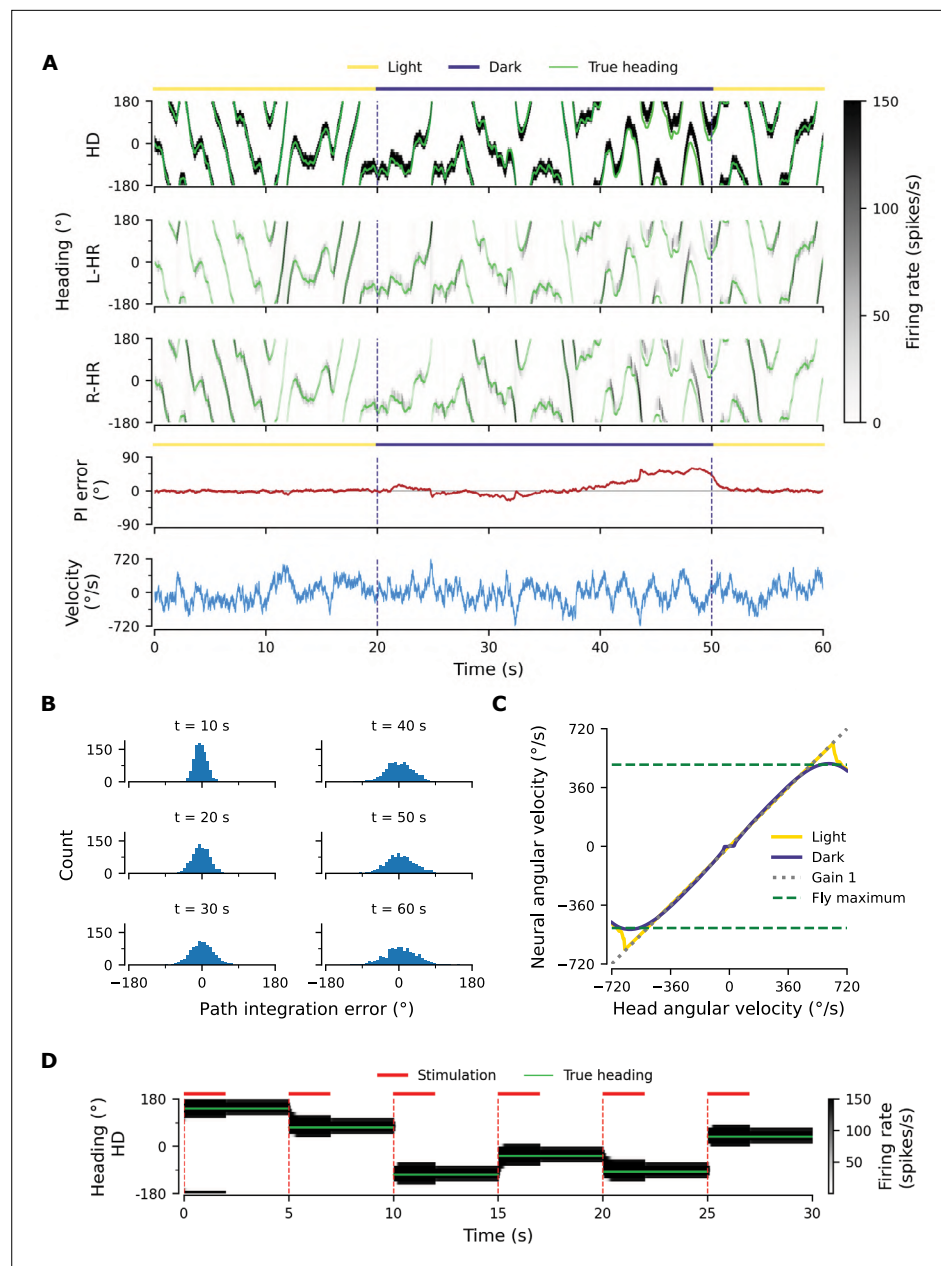 A
Light Dark True heading
180
0
-180
HD
180
0
-180
L-HR
Heading (°)
180
0
-180
R-HR
150
100
50
0
Firing rate (spikes/s)
90
0
-90
PI error
(°)
720
0
-720
Velocity
(°/s)
0 10 20 30 40 50 60
Time (s)
B
t = 10 s t = 40 s
150
0
t = 20 s t = 50 s
150
0
Count
t = 30 s t = 60 s
150
0
−180 0 180 −180 0 180
Path integration error (°)
C
720
360
0
−360
−720
Neural angular velocity (°/s)
Light
Dark
Gain 1
Fly maximum
−720 −360 0 360 720
Head angular velocity (°/s)
D
Stimulation True heading
180
0
-180
Heading (°)
HD
0 5 10 15 20 25 30
Time (s)
150
100
50
Firing rate
(spikes/s)